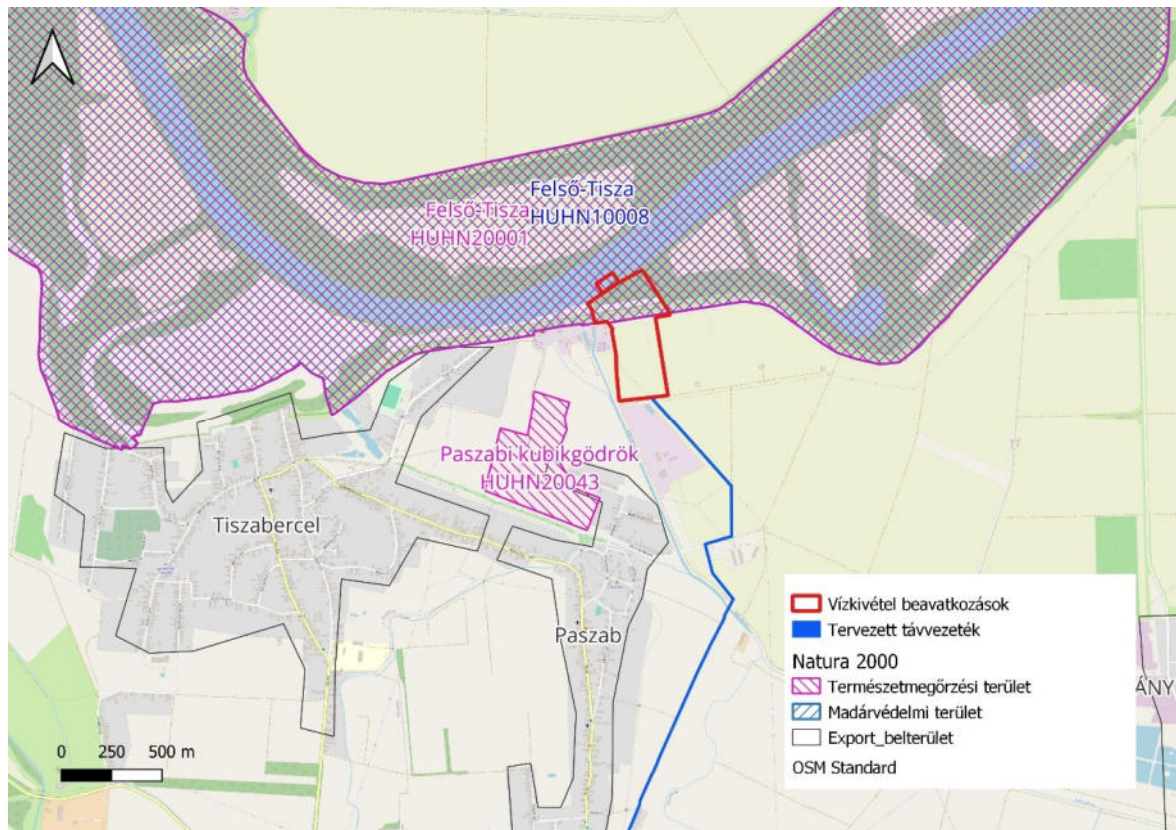 Felső-Tisza
HUHN10008
Felső-Tisza
HUHN20001
Paszabi kubikgödrök
HUHN20043
Tiszabercel
Paszab
ÁNY
0 250 500 m
Vízkivétel beavatkozások
Tervezett távvezeték
Natura 2000
Természetmegőrzési terület
Madárvédelmi terület
Export_belterület
OSM Standard